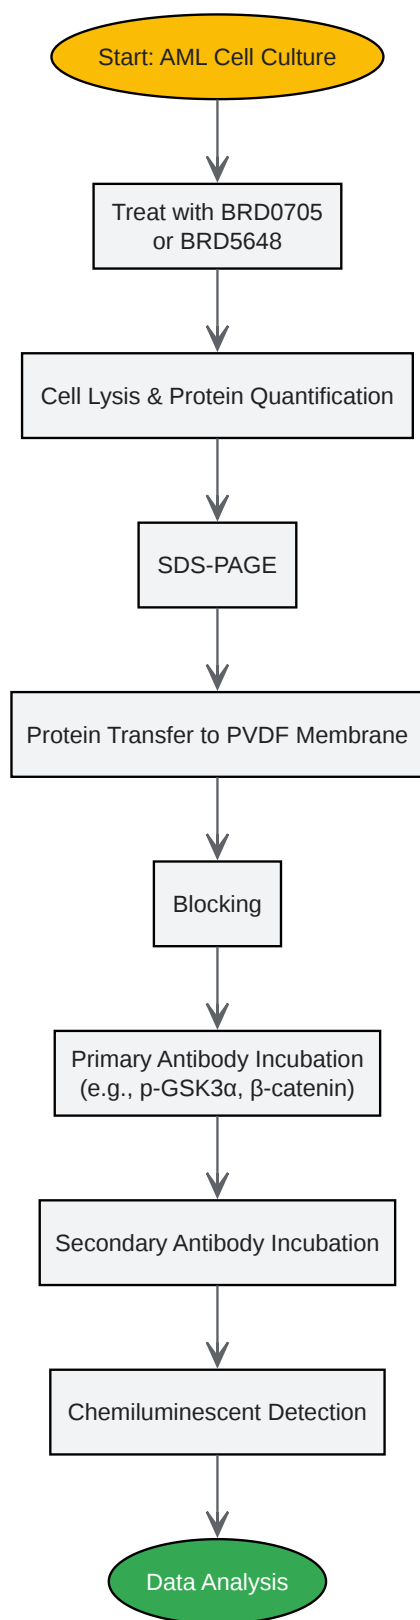 Start: AML Cell Culture
Treat with BRD0705
or BRD5648
Cell Lysis & Protein Quantification
SDS-PAGE
Protein Transfer to PVDF Membrane
Blocking
Primary Antibody Incubation
(e.g., p-GSK3α, β-catenin)
Secondary Antibody Incubation
Chemiluminescent Detection
Data Analysis